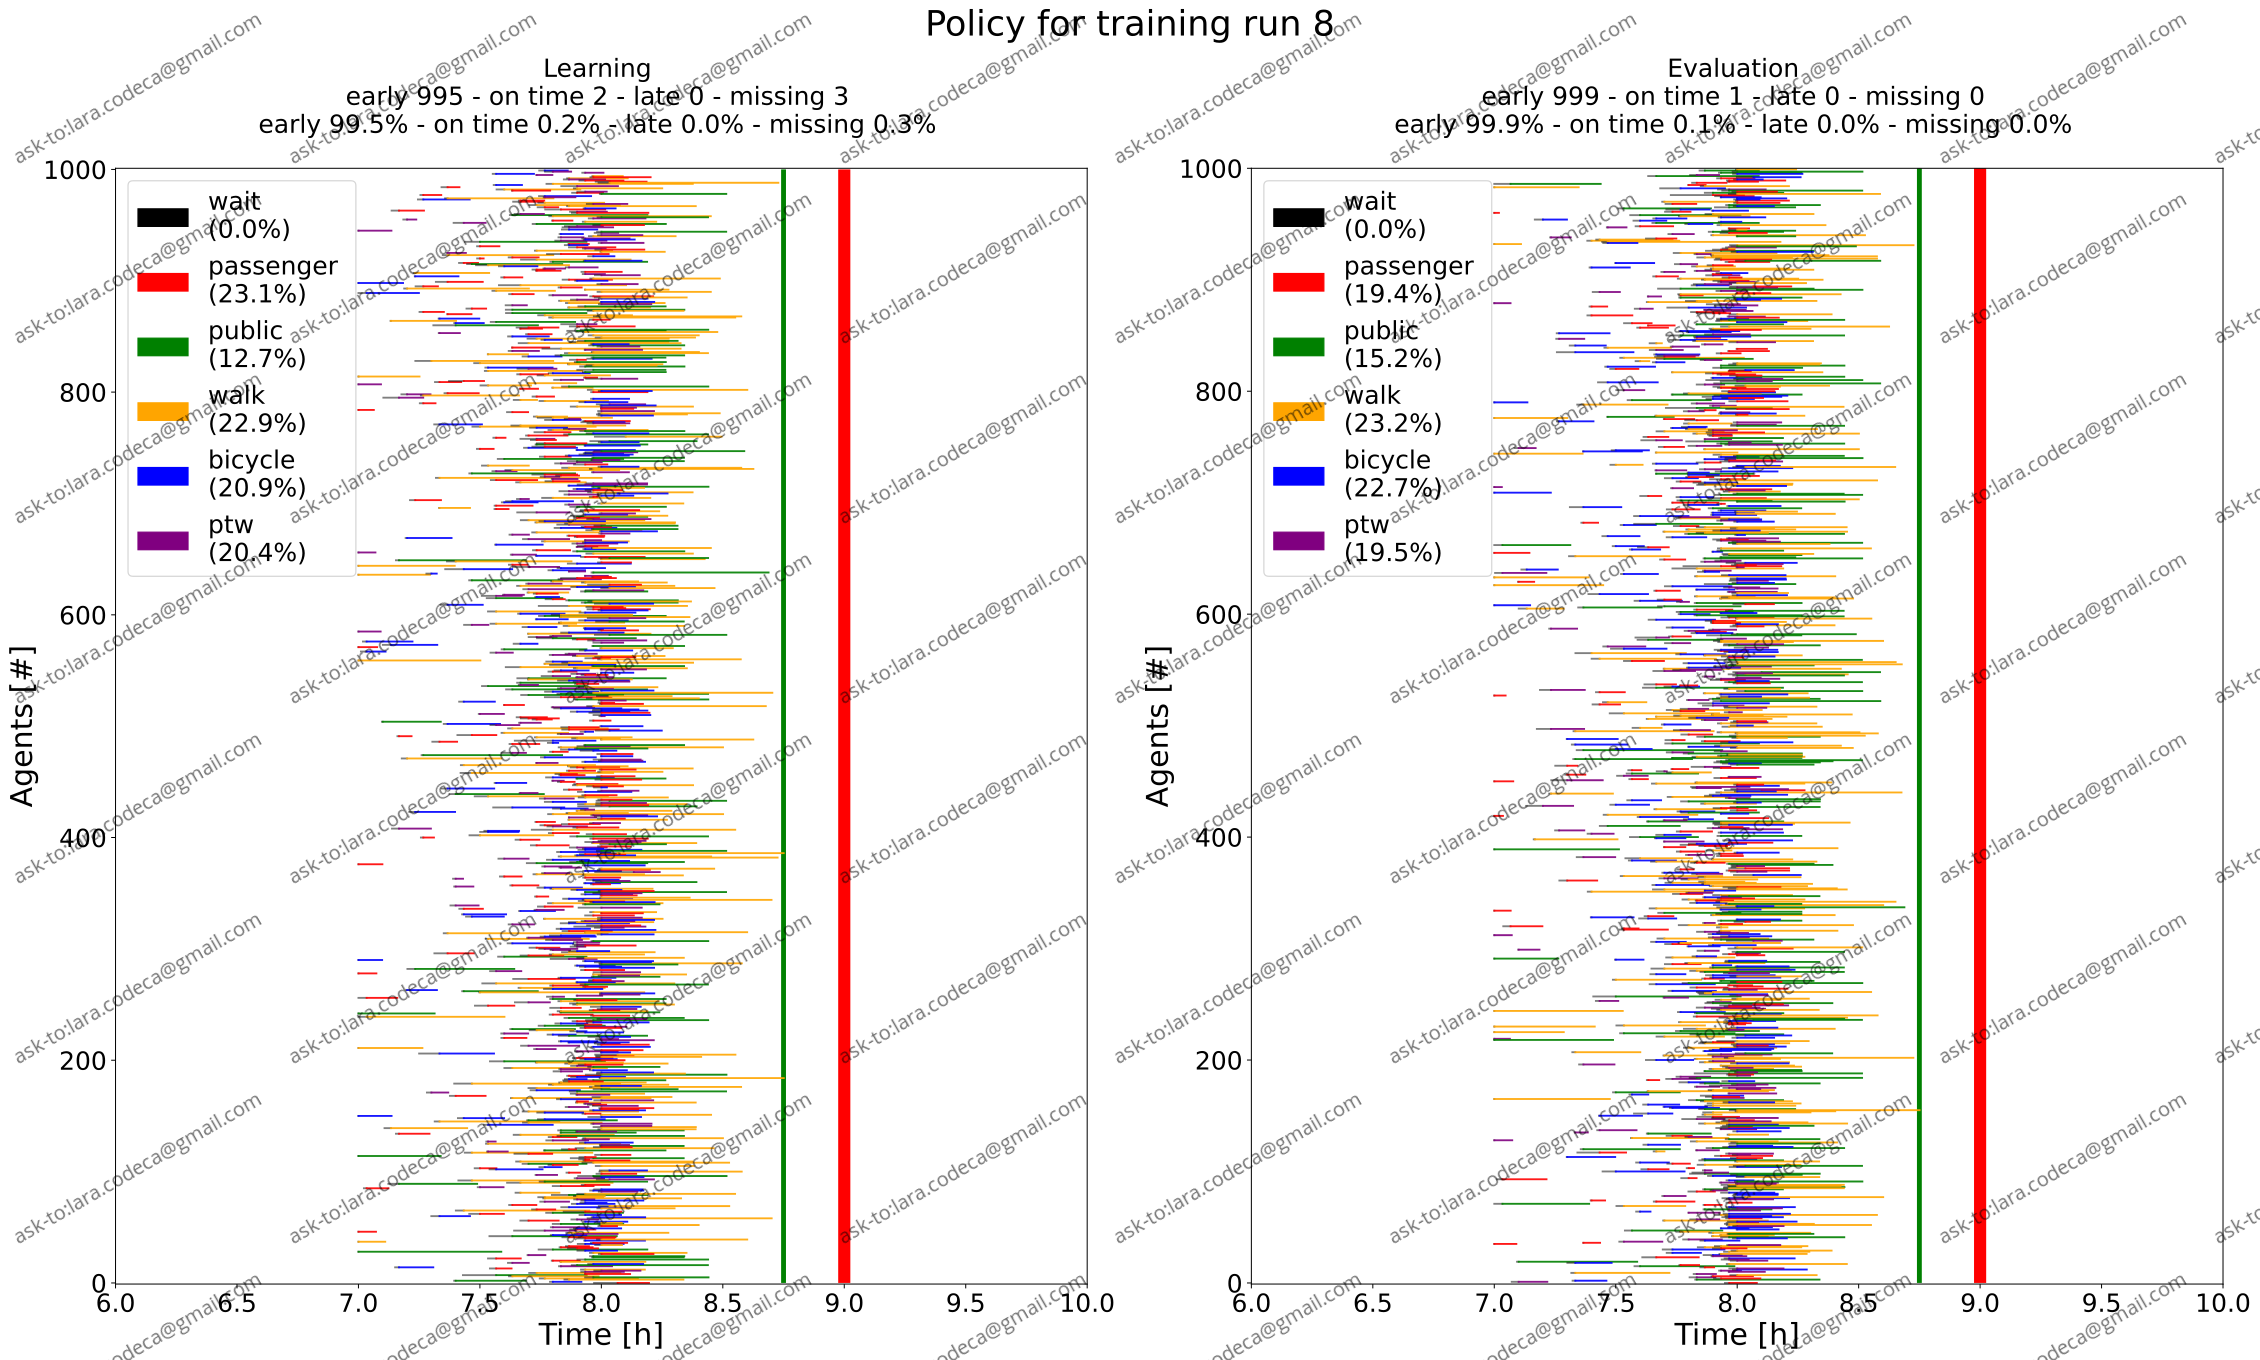 Policy for training run 8
Learning
early 995 - on time 2 - late 0 - missing 3
early 99.5% - on time 0.2% - late 0.0% - missing 0.3%
1000
800
600
400
200
0
Agents [#]
wait
(0.0%)
passenger
(23.1%)
public
(12.7%)
walk
(22.9%)
bicycle
(20.9%)
ptw
(20.4%)
6.0 6.5 7.0 7.5 8.0 8.5 9.0 9.5 10.0
Time [h]
Evaluation
early 999 - on time 1 - late 0 - missing 0
early 99.9% - on time 0.1% - late 0.0% - missing 0.0%
1000
800
600
400
200
0
Agents [#]
wait
(0.0%)
passenger
(19.4%)
public
(15.2%)
walk
(23.2%)
bicycle
(22.7%)
ptw
(19.5%)
6.0 6.5 7.0 7.5 8.0 8.5 9.0 9.5 10.0
Time [h]
ask-to:lara.codeca@gmail.com